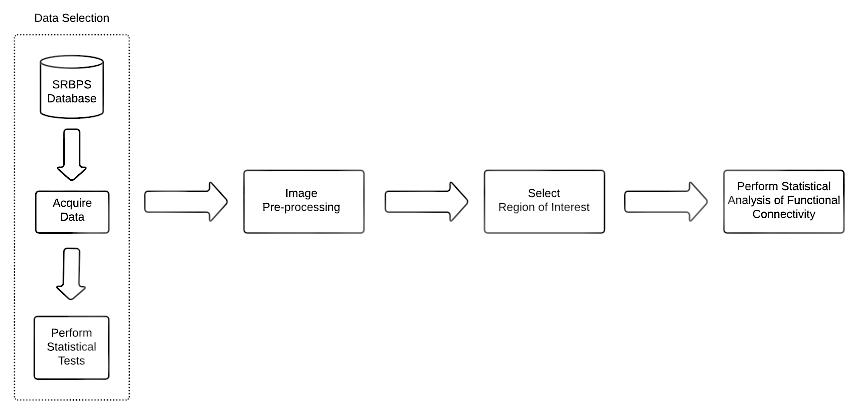 Data Selection
SRBPS
Database
Acquire
Data
Perform
Statistical
Tests
Image
Pre-processing
Select
Region of Interest
Perform Statistical
Analysis of Functional
Connectivity